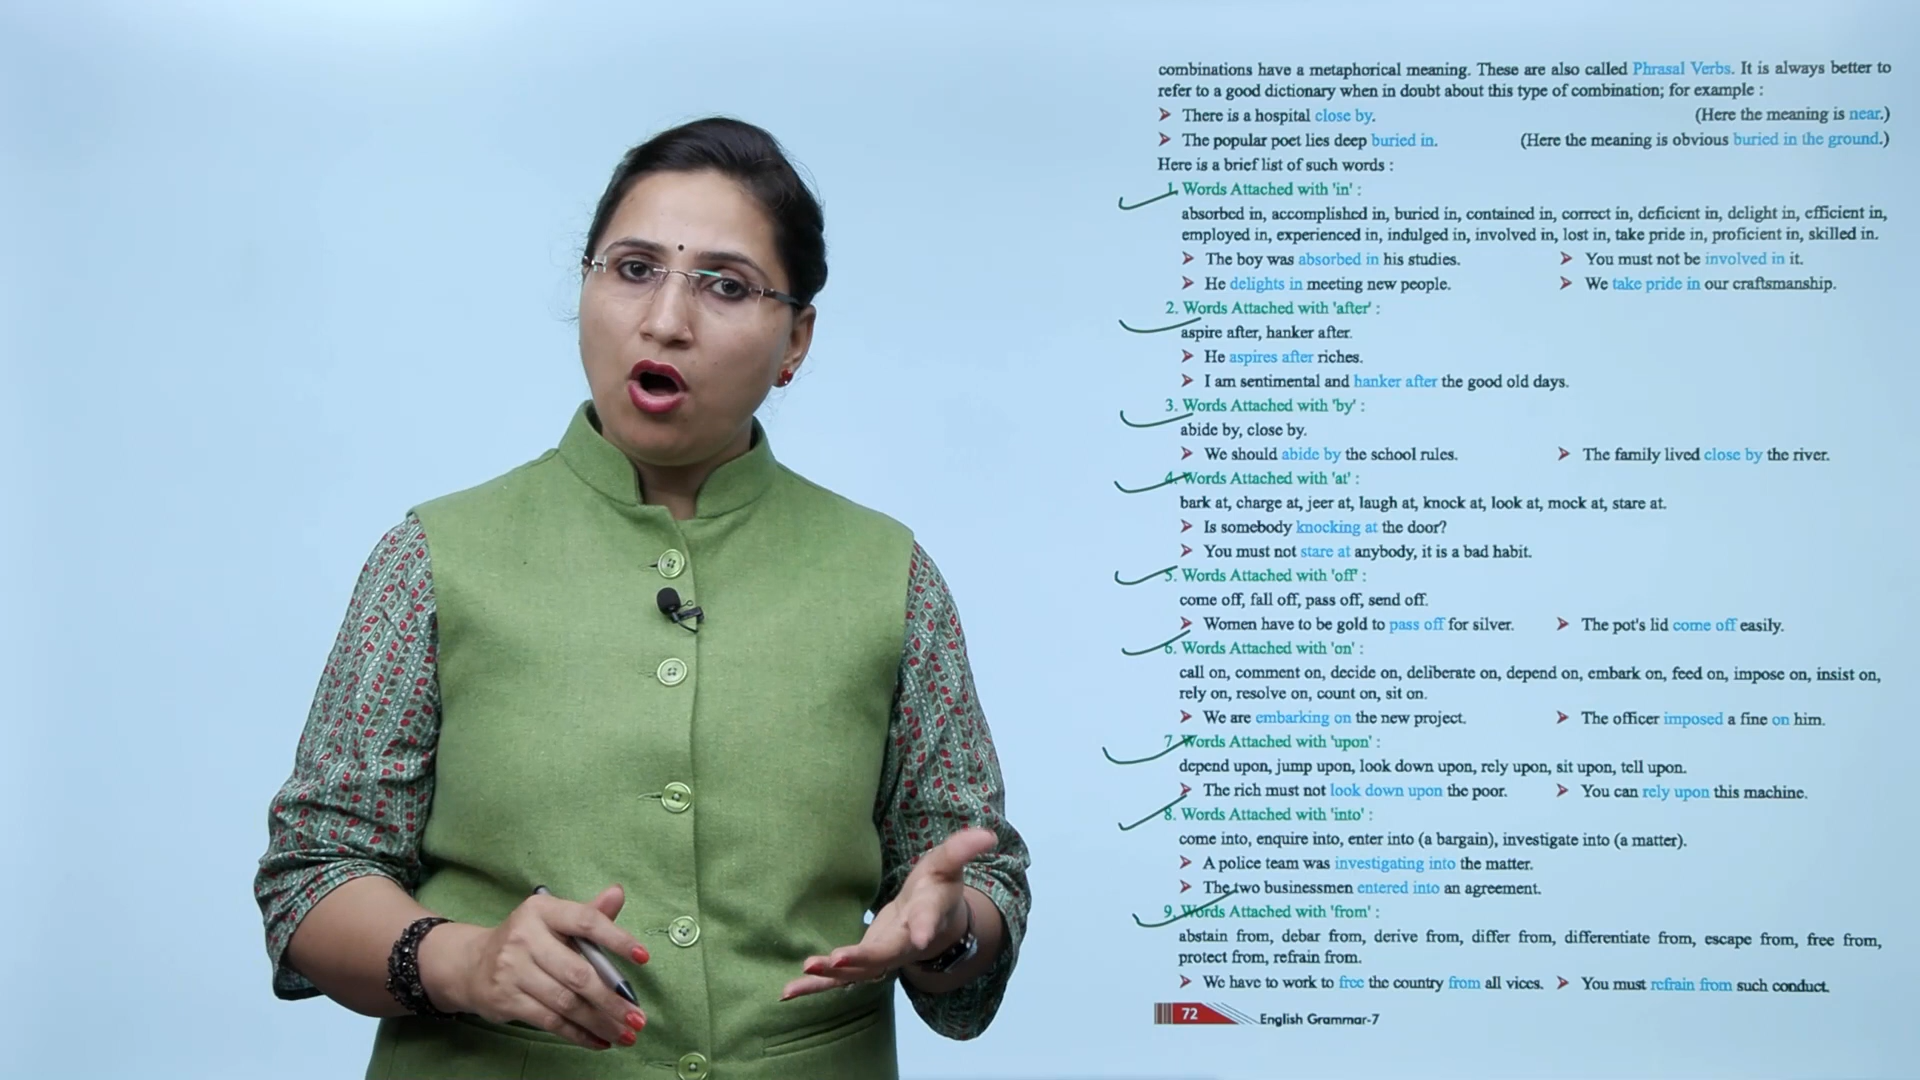 combinations have a metaphorical meaning. These are also called Phrasal Verbs. It is always better to
refer to a good dictionary when in doubt about this type of combination; for example :
➤ There is a hospital close by. (Here the meaning is near.)
➤ The popular poet lies deep buried in. (Here the meaning is obvious buried in the ground.)
Here is a brief list of such words :
1. Words Attached with 'in' :
absorbed in, accomplished in, buried in, contained in, correct in, deficient in, delight in, efficient in,
employed in, experienced in, indulged in, involved in, lost in, take pride in, proficient in, skilled in.
➤ The boy was absorbed in his studies. ➤ You must not be involved in it.
➤ He delights in meeting new people. ➤ We take pride in our craftsmanship.
2. Words Attached with 'after' :
aspire after, hanker after.
➤ He aspires after riches.
➤ I am sentimental and hanker after the good old days.
3. Words Attached with 'by' :
abide by, close by.
➤ We should abide by the school rules. ➤ The family lived close by the river.
4. Words Attached with 'at' :
bark at, charge at, jeer at, laugh at, knock at, look at, mock at, stare at.
➤ Is somebody knocking at the door?
➤ You must not stare at anybody, it is a bad habit.
5. Words Attached with 'off' :
come off, fall off, pass off, send off.
➤ Women have to be gold to pass off for silver. ➤ The pot's lid come off easily.
6. Words Attached with 'on' :
call on, comment on, decide on, deliberate on, depend on, embark on, feed on, impose on, insist on,
rely on, resolve on, count on, sit on.
➤ We are embarking on the new project. ➤ The officer imposed a fine on him.
7. Words Attached with 'upon' :
depend upon, jump upon, look down upon, rely upon, sit upon, tell upon.
➤ The rich must not look down upon the poor. ➤ You can rely upon this machine.
8. Words Attached with 'into' :
come into, enquire into, enter into (a bargain), investigate into (a matter).
➤ A police team was investigating into the matter.
➤ The two businessmen entered into an agreement.
9. Words Attached with 'from' :
abstain from, debar from, derive from, differ from, differentiate from, escape from, free from,
protect from, refrain from.
➤ We have to work to free the country from all vices. ➤ You must refrain from such conduct.
72 English Grammar-7